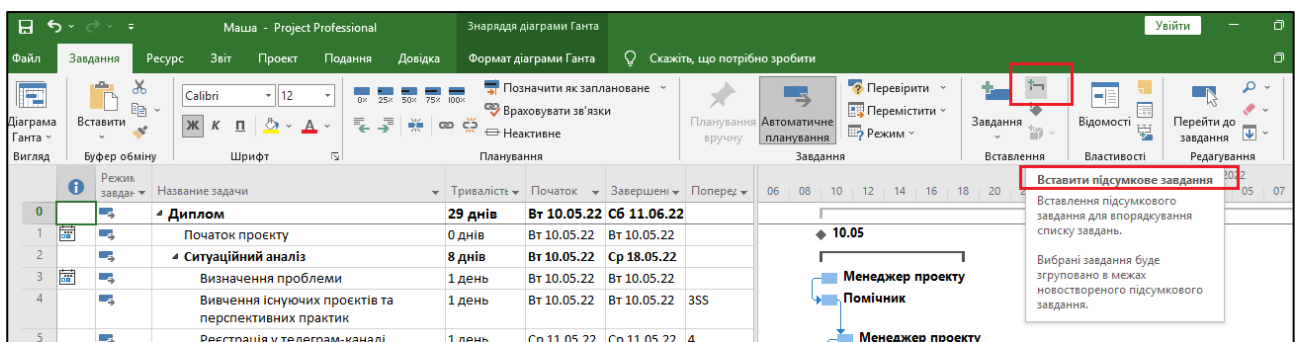 Маша - Project Professional
Знаряддя діаграми Ганта
Увійти
Файл Завдання Ресурс Звіт Проект Подання Довідка Формат діаграми Ганта Скажіть, що потрібно зробити
Діаграма Ганта
Вигляд
Вставити
Буфер обміну
Calibri 12
Ж К П А
Шрифт
0% 25% 50% 75% 100%
Позначити як заплановане
Враховувати зв'язки
Неактивне
Планування
Планування вручну
Автоматичне планування
Перевірити
Перемістити
Режим
Завдання
Завдання
Вставлення
Відомості
Властивості
Перейти до завдання
Редагування
Режим завдан Название задачи Тривалість Початок Завершені Поперед
06 08 10 12 14 16 18 20 2022 05 07
Вставити підсумкове завдання
Вставлення підсумкового
завдання для впорядкування
списку завдань.
Вибрані завдання буде
згруповано в межах
новоствореного підсумкового
завдання.
0 Диплом 29 днів Вт 10.05.22 Сб 11.06.22
1 Початок проєкту 0 днів Вт 10.05.22 Вт 10.05.22 10.05
2 Ситуаційний аналіз 8 днів Вт 10.05.22 Ср 18.05.22
3 Визначення проблеми 1 день Вт 10.05.22 Вт 10.05.22 Менеджер проекту
4 Вивчення існуючих проєктів та 1 день Вт 10.05.22 Вт 10.05.22 3SS Помічник
перспективних практик
5 Реєстрація у телеграм-каналі 1 день Ср 11.05.22 Ср 11.05.22 4 Менеджер проекту